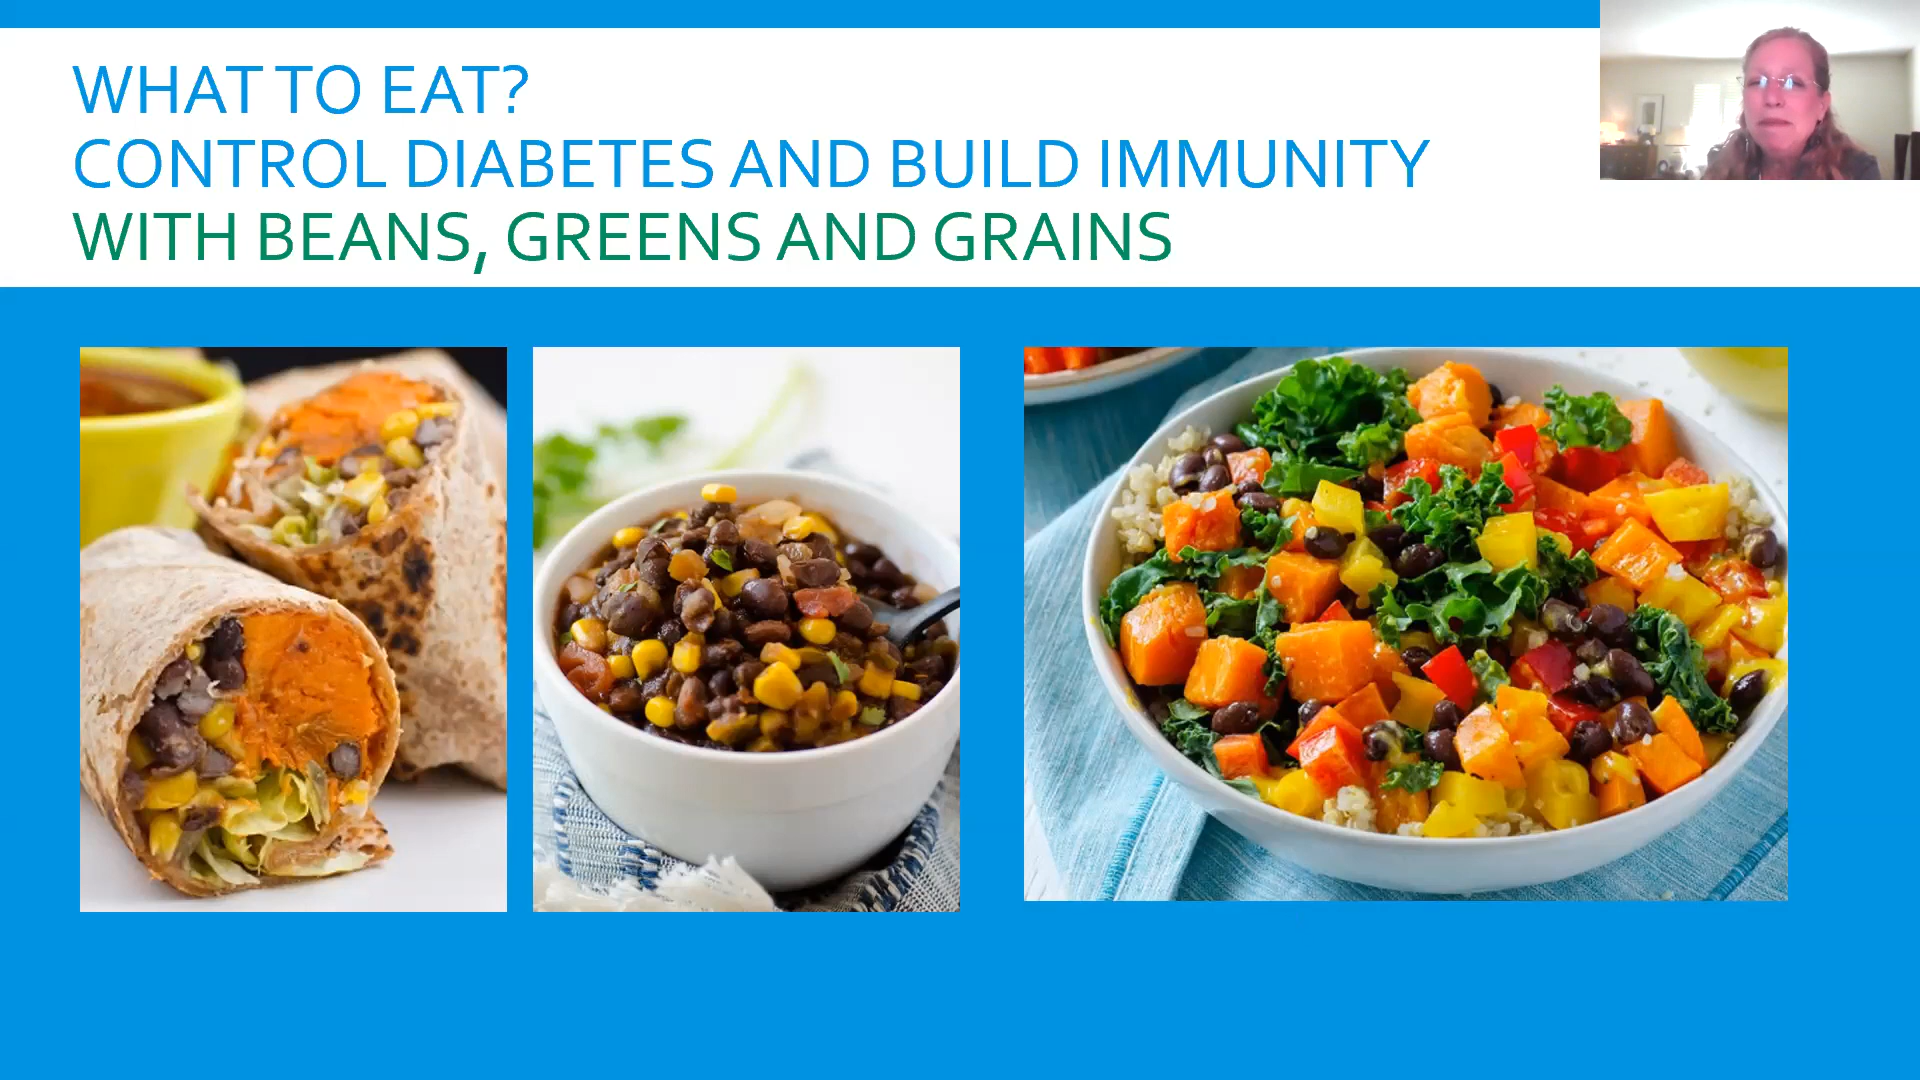 WHAT TO EAT?
CONTROL DIABETES AND BUILD IMMUNITY
WITH BEANS, GREENS AND GRAINS